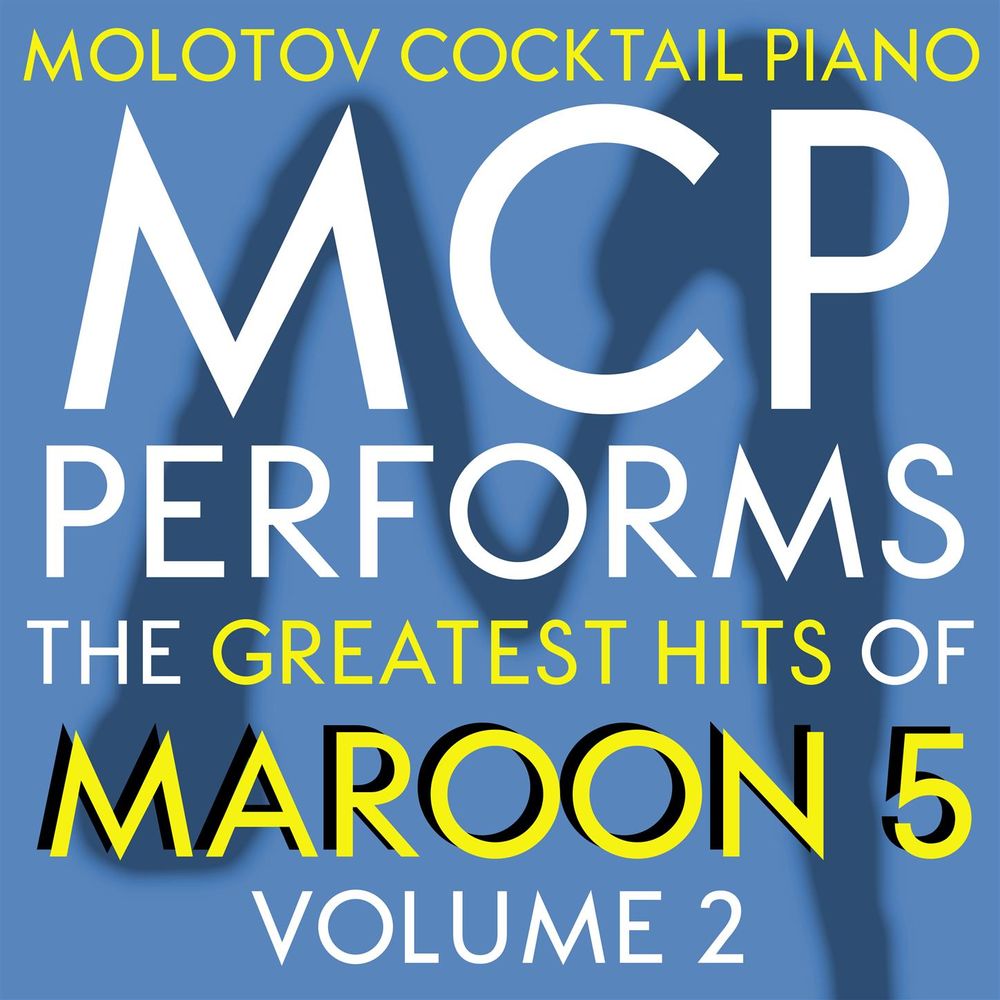 MOLOTOV COCKTAIL PIANO
MCP
PERFORMS
THE GREATEST HITS OF
MAROON 5
VOLUME 2